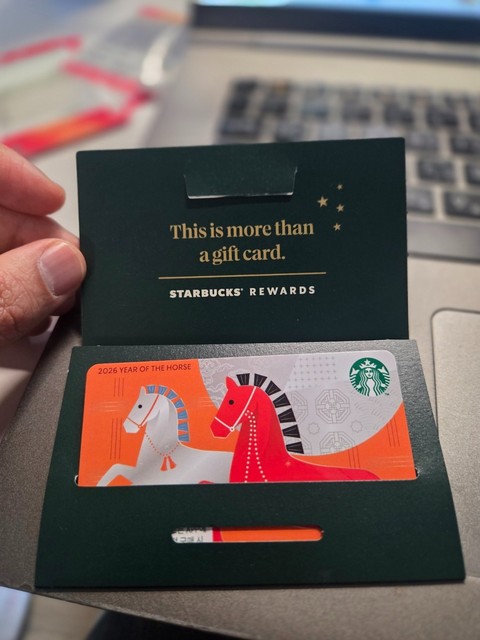 This is more than
a gift card.
STARBUCKS® REWARDS
2026 YEAR OF THE HORSE